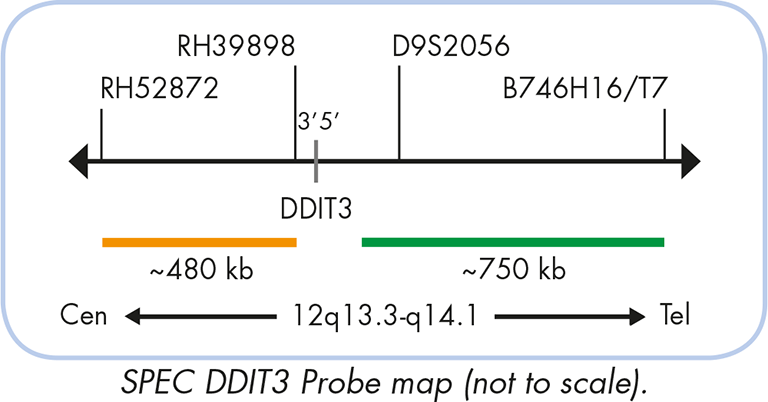 RH39898 D9S2056
RH52872 B746H16/T7
3’5’
DDIT3
~480 kb ~750 kb
Cen 12q13.3-q14.1 Tel
SPEC DDIT3 Probe map (not to scale).